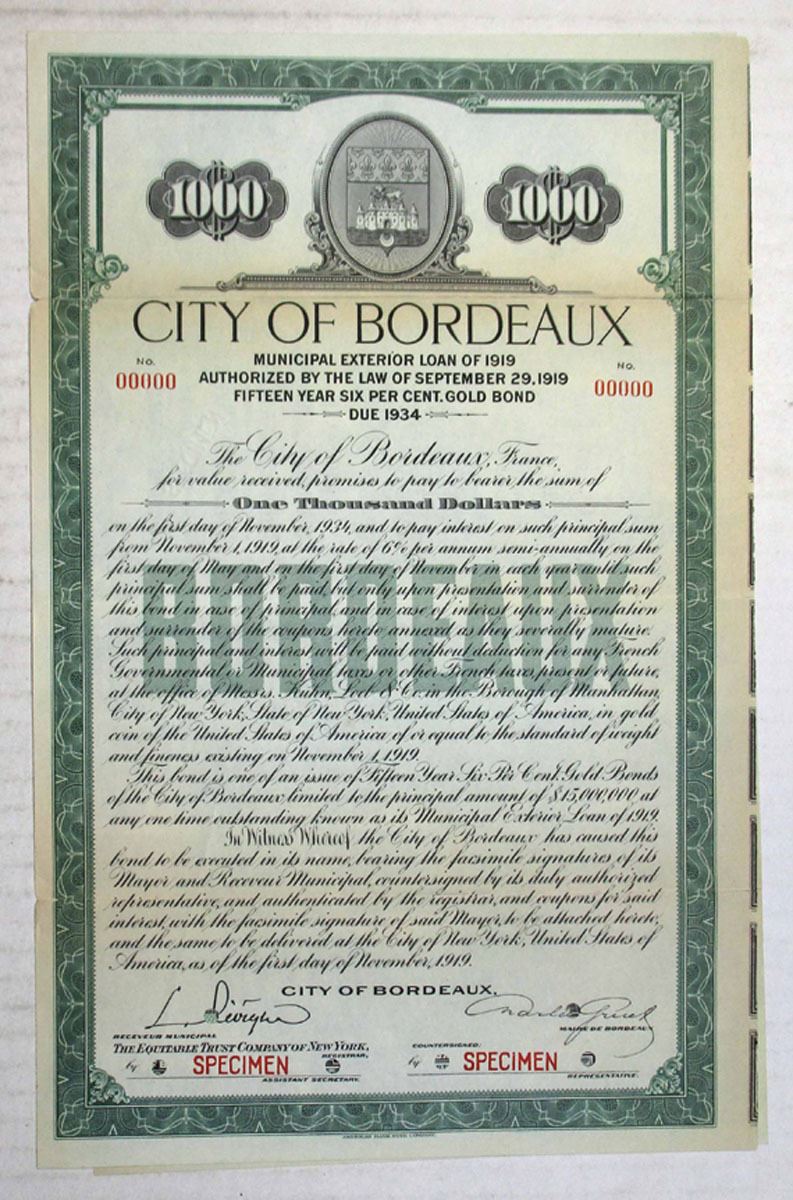 1000 1000
CITY OF BORDEAUX
MUNICIPAL EXTERIOR LOAN OF 1919
NO. AUTHORIZED BY THE LAW OF SEPTEMBER 29, 1919 NO.
00000 FIFTEEN YEAR SIX PER CENT. GOLD BOND 00000
DUE 1934
The City of Bordeaux, France,
for value received, promises to pay to bearer the sum of
One Thousand Dollars
on the first day of November, 1934, and to pay interest on such principal sum
from November 1, 1919, at the rate of 6% per annum semi-annually on the
first day of May and on the first day of November in each year until such
principal sum shall be paid, but only upon presentation and surrender of
this bond in case of principal, and in case of interest upon presentation
and surrender of the coupons hereto annexed as they severally mature.
Such principal and interest will be paid without deduction for any French
Governmental or Municipal taxes or other French taxes, present or future,
at the office of Messrs. Kuhn, Loeb & Co. in the Borough of Manhattan,
City of New York, State of New York, United States of America, in gold
coin of the United States of America of or equal to the standard of weight
and fineness existing on November 1, 1919.
This bond is one of an issue of Fifteen Year Six Per Cent. Gold Bonds
of the City of Bordeaux limited to the principal amount of $15,000,000 at
any one time outstanding known as its Municipal Exterior Loan of 1919.
In Witness Whereof the City of Bordeaux has caused this
bond to be executed in its name, bearing the facsimile signatures of its
Mayor and Receveur Municipal, countersigned by its duly authorized
representative, and authenticated by the registrar, and coupons for said
interest, with the facsimile signature of said Mayor, to be attached hereto,
and the same to be delivered at the City of New York, United States of
America, as of the first day of November, 1919.
CITY OF BORDEAUX,
RECEVEUR MUNICIPAL MAIRE DE BORDEAUX
THE EQUITABLE TRUST COMPANY OF NEW YORK, COUNTERSIGNED:
REGISTRAR,
by SPECIMEN by SPECIMEN
ASSISTANT SECRETARY. REPRESENTATIVE.
AMERICAN BANK NOTE COMPANY.
BORDEAUX